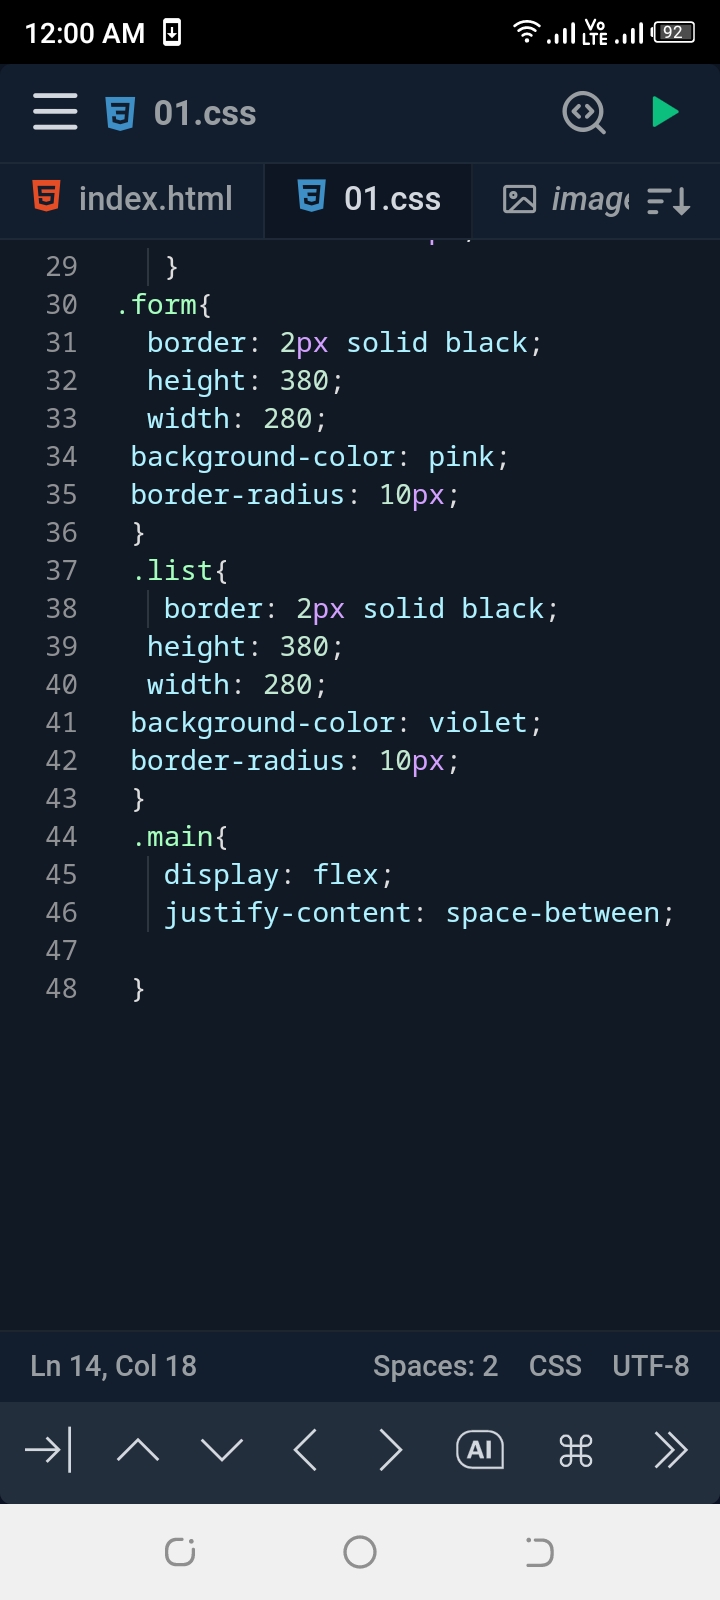 12:00 AM Vo LTE 92
01.css
index.html 01.css image
29 }
30 .form{
31 border: 2px solid black;
32 height: 380;
33 width: 280;
34 background-color: pink;
35 border-radius: 10px;
36 }
37 .list{
38 border: 2px solid black;
39 height: 380;
40 width: 280;
41 background-color: violet;
42 border-radius: 10px;
43 }
44 .main{
45 display: flex;
46 justify-content: space-between;
47
48 }
Ln 14, Col 18 Spaces: 2 CSS UTF-8
AI